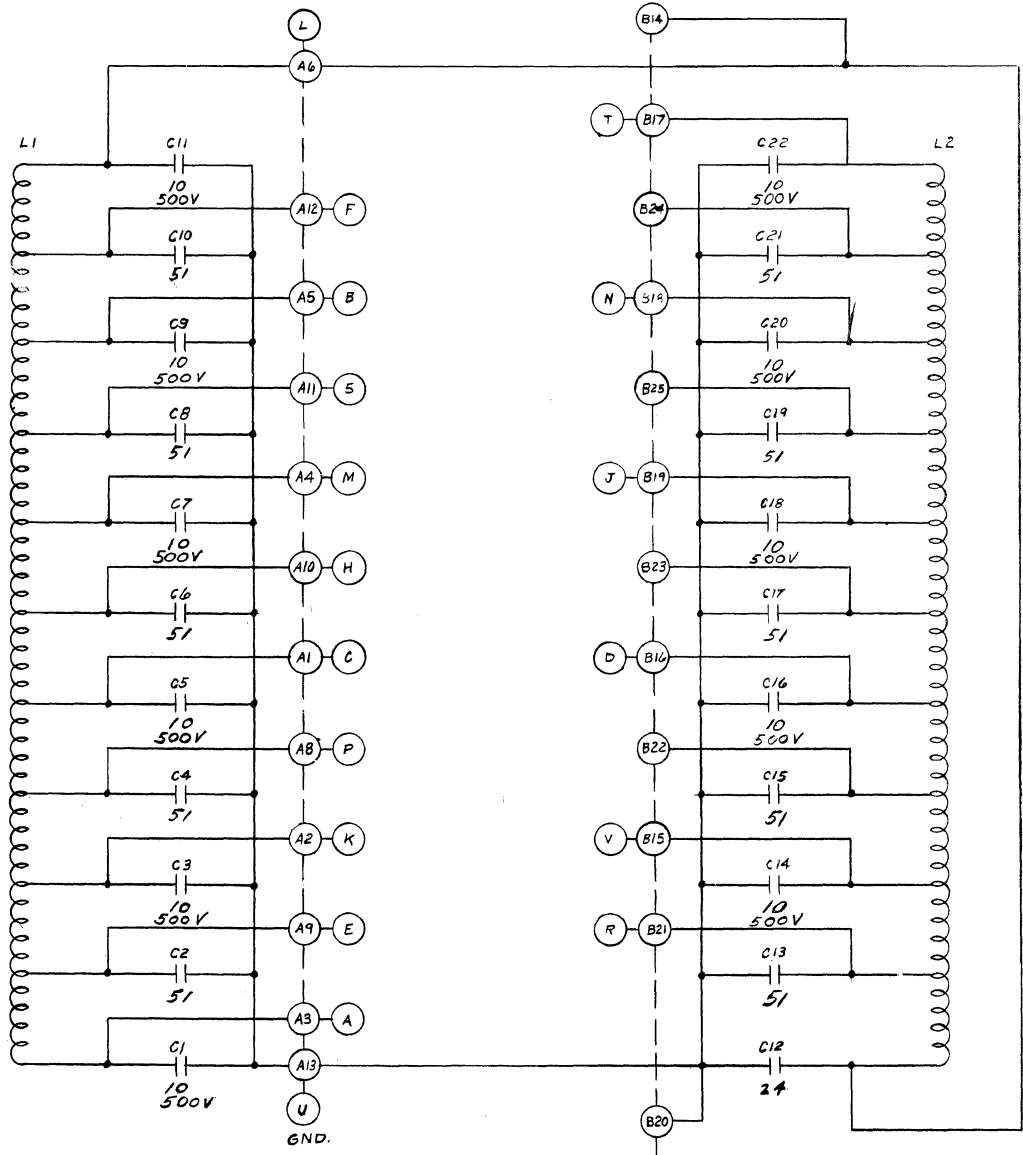 L
B14
A6
T
B17
L1
C11
10
500V
C22
10
500V
L2
A12
F
B24
C10
51
C21
51
A5
B
N
B18
C9
10
500V
C20
10
500V
A11
S
B25
C8
51
C19
51
A4
M
J
B19
C7
10
500V
C18
10
500V
A10
H
B23
C6
51
C17
51
A1
C
D
B16
C5
10
500V
C16
10
500V
A8
P
B22
C4
51
C15
51
A2
K
V
B15
C3
10
500V
C14
10
500V
A9
E
R
B21
C2
51
C13
51
A3
A
C1
10
500V
A13
C12
24
U
GND.
B20